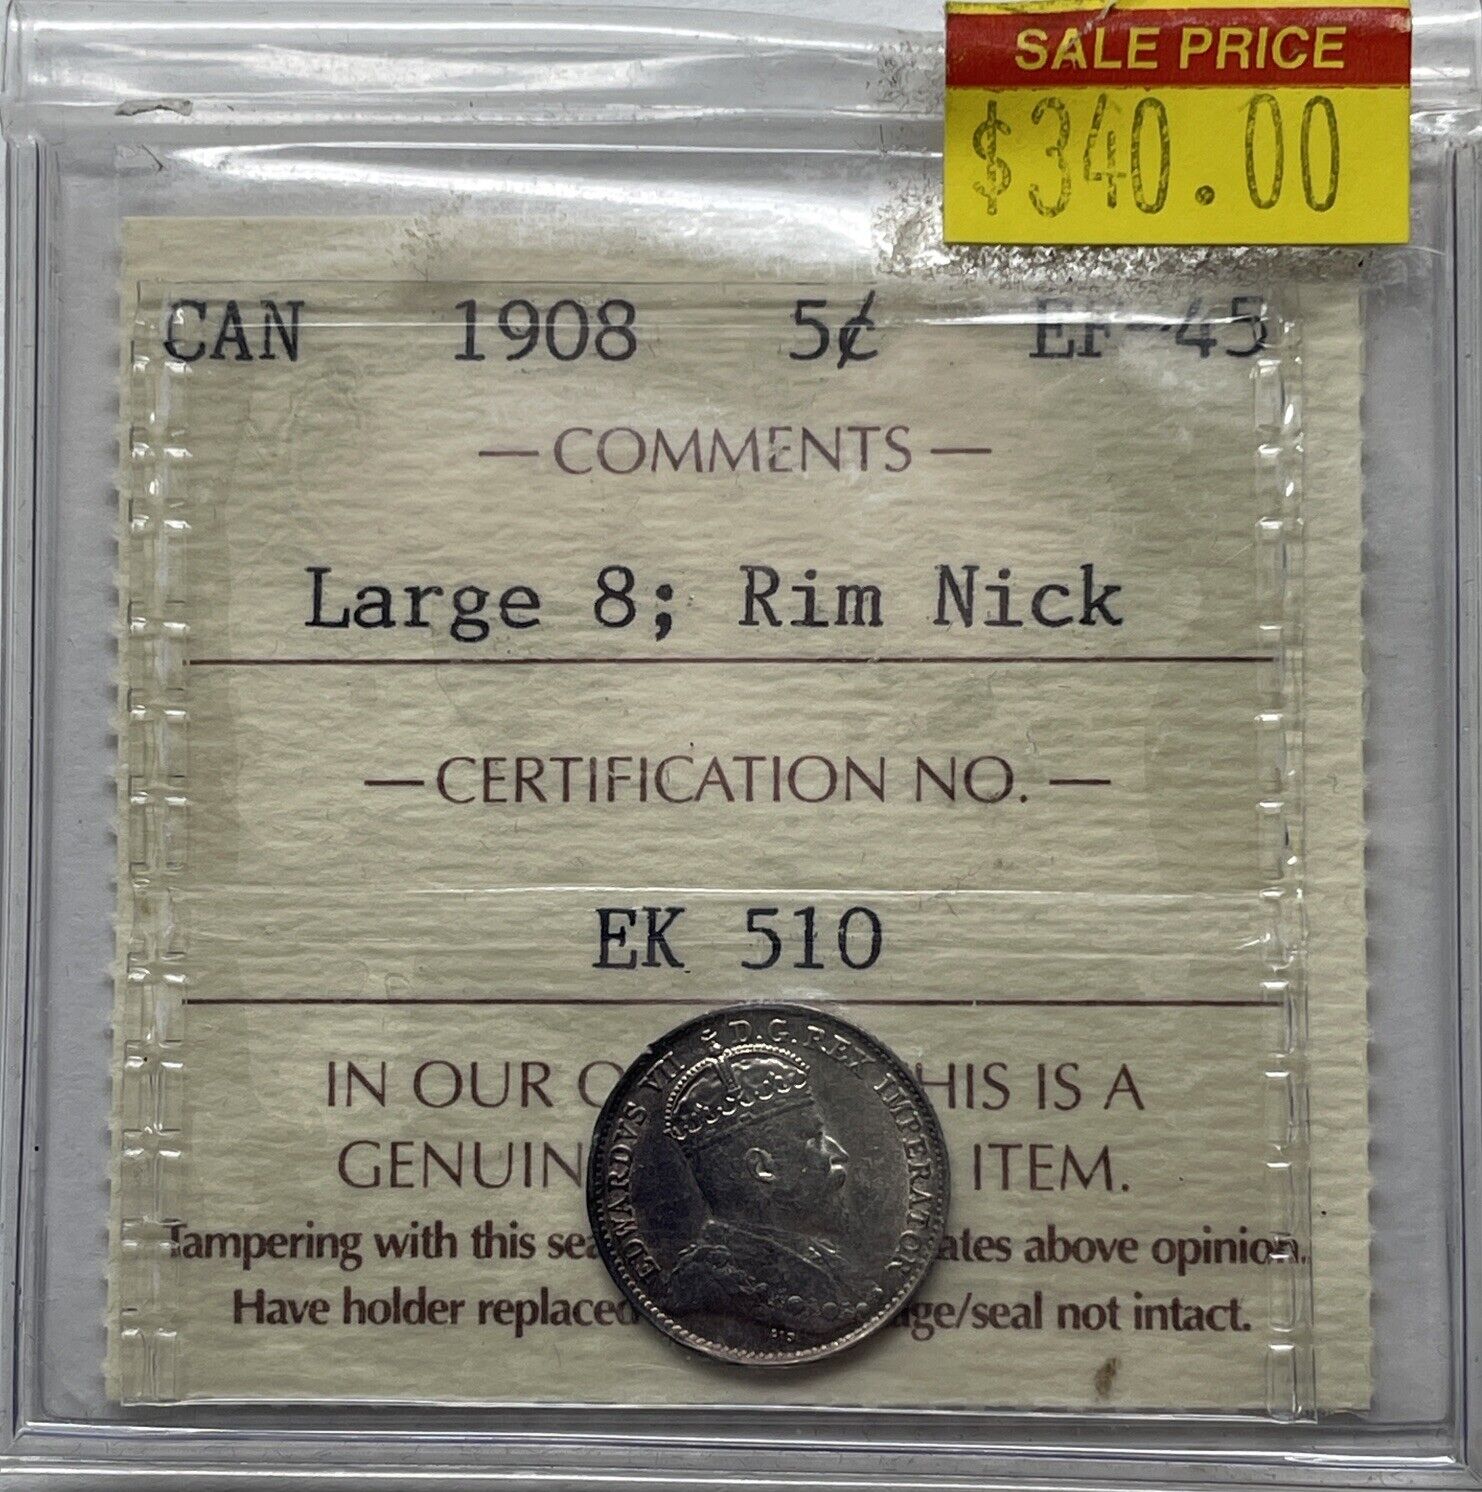 SALE PRICE
$340.00
CAN 1908 5¢ EF-45
— COMMENTS —
Large 8; Rim Nick
— CERTIFICATION NO. —
EK 510
IN OUR O HIS IS A
GENUIN ITEM.
Tampering with this sea ates above opinion.
Have holder replaced ge/seal not intact.
EDWARDVS VII D.G. REX IMPERATOR